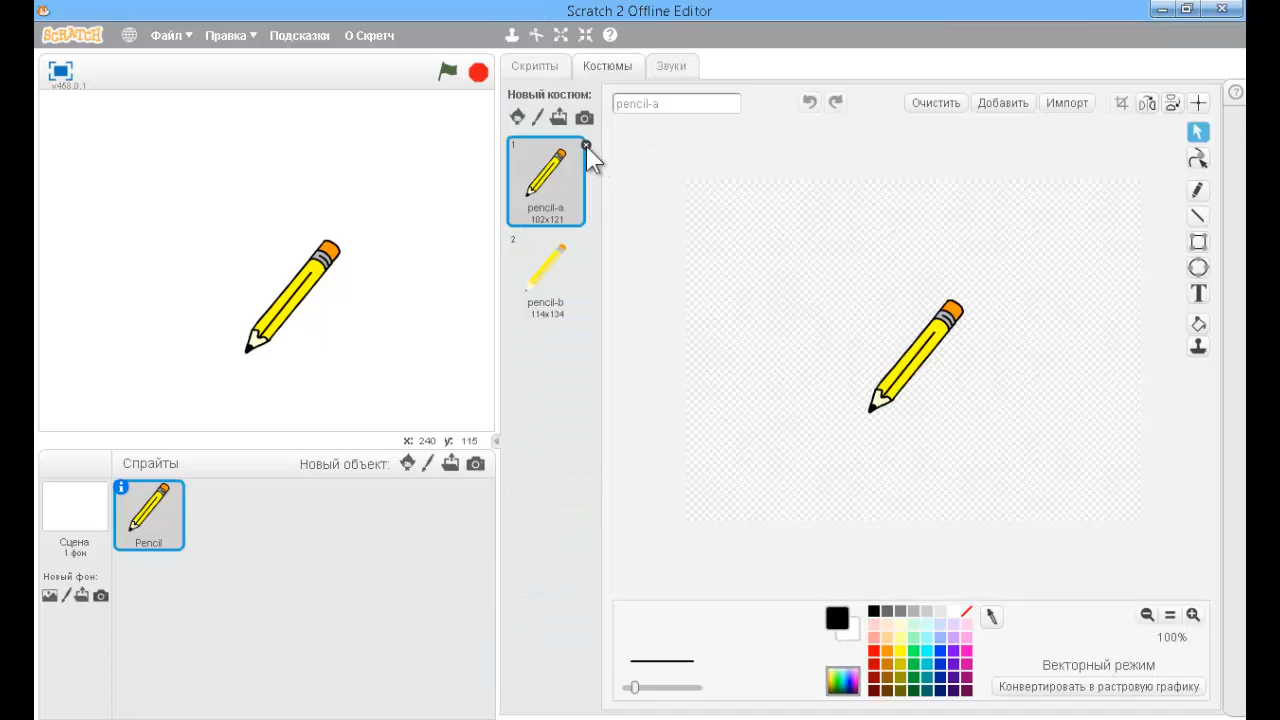 Scratch 2 Offline Editor
SCRATCH
Файл
Правка
Подсказки
О Скретч
v458.0.1
Скрипты
Костюмы
Звуки
Новый костюм:
pencil-a
Очистить
Добавить
Импорт
1
pencil-a
102x121
2
pencil-b
114x134
T
x: 240 y: 115
Спрайты
Новый объект:
Pencil
Сцена
1 фон
Новый фон:
100%
Векторный режим
Конвертировать в растровую графику